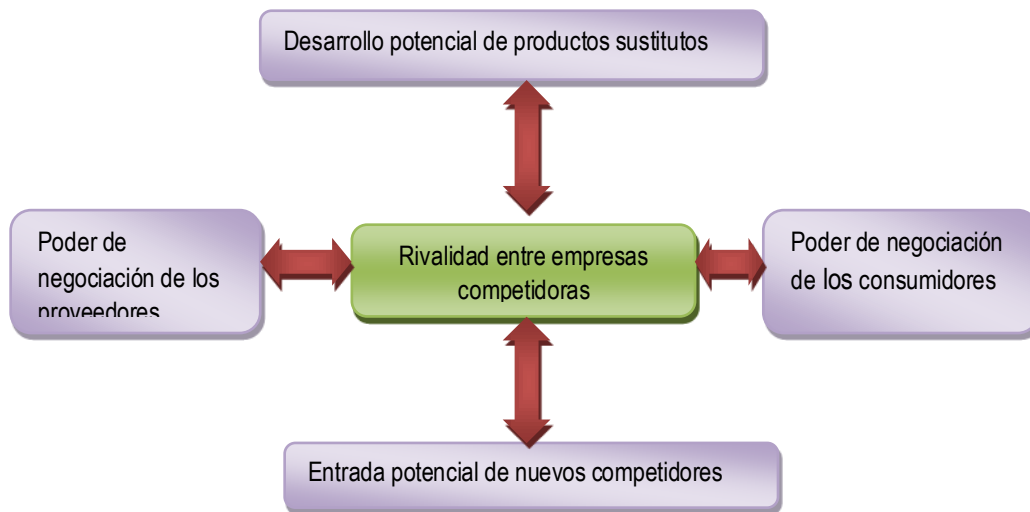 Desarrollo potencial de productos sustitutos
Poder de
negociación de los
proveedores
Rivalidad entre empresas
competidoras
Poder de negociación
de los consumidores
Entrada potencial de nuevos competidores